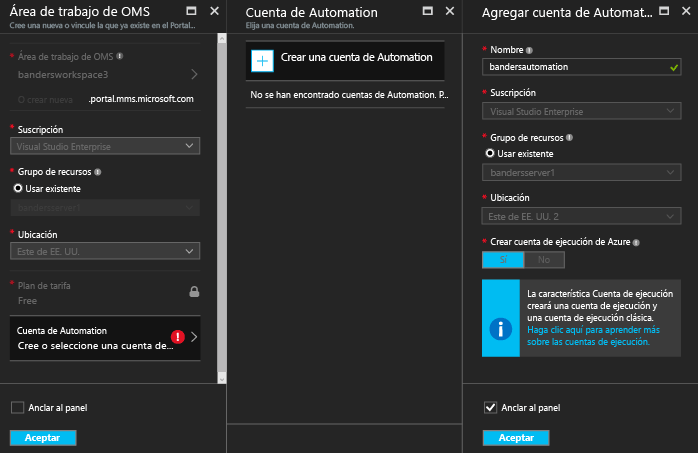 Área de trabajo de OMS
Cree una nueva o vincule la que ya existe en el Portal...
* Área de trabajo de OMS
bandersworkspace3
O crear nueva .portal.mms.microsoft.com
* Suscripción
Visual Studio Enterprise
* Grupo de recursos
Usar existente
bandersserver1
* Ubicación
Este de EE. UU.
* Plan de tarifa
Free
Cuenta de Automation
Cree o seleccione una cuenta de...
Anclar al panel
Aceptar
Cuenta de Automation
Elija una cuenta de Automation.
Crear una cuenta de Automation
No se han encontrado cuentas de Automation. P...
Agregar cuenta de Automat...
* Nombre
bandersautomation
* Suscripción
Visual Studio Enterprise
* Grupo de recursos
Usar existente
bandersserver1
* Ubicación
Este de EE. UU. 2
* Crear cuenta de ejecución de Azure
Sí No
La característica Cuenta de ejecución
creará una cuenta de ejecución y
una cuenta de ejecución clásica.
Haga clic aquí para aprender más
sobre las cuentas de ejecución.
Anclar al panel
Aceptar